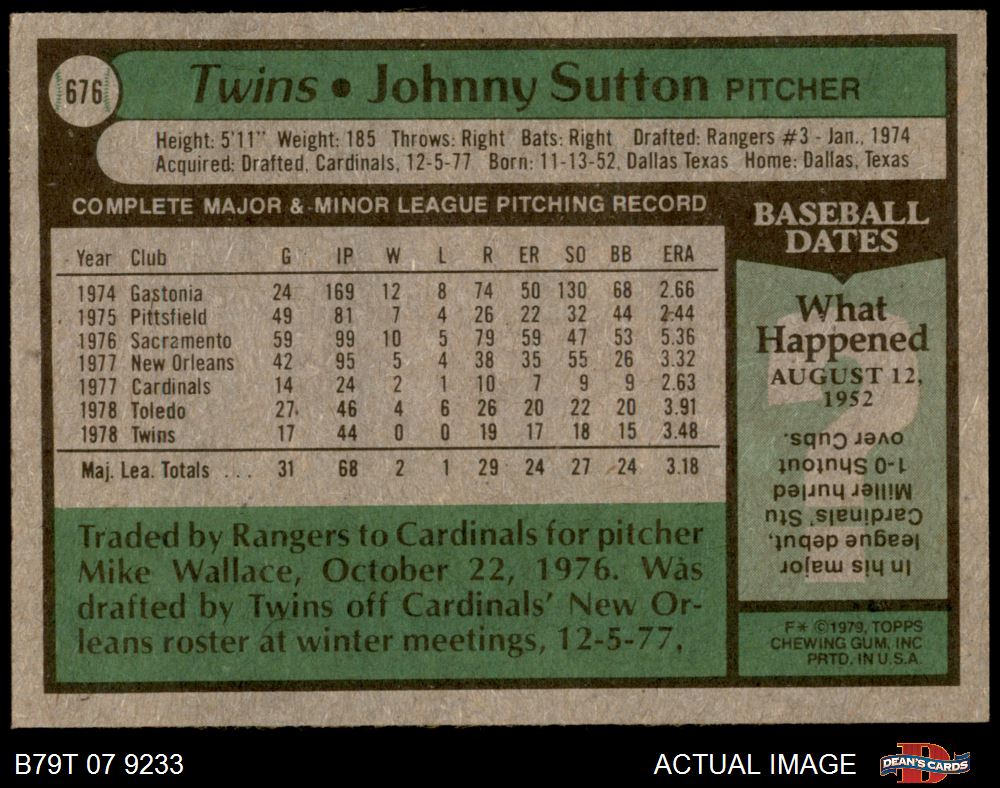 676
Twins • Johnny Sutton PITCHER
Height: 5'11" Weight: 185 Throws: Right Bats: Right Drafted: Rangers #3 - Jan., 1974
Acquired: Drafted, Cardinals, 12-5-77 Born: 11-13-52, Dallas Texas Home: Dallas, Texas
COMPLETE MAJOR & MINOR LEAGUE PITCHING RECORD
Year Club G IP W L R ER SO BB ERA
1974 Gastonia 24 169 12 8 74 50 130 68 2.66
1975 Pittsfield 49 81 7 4 26 22 32 44 2.44
1976 Sacramento 59 99 10 5 79 59 47 53 5.36
1977 New Orleans 42 95 5 4 38 35 55 26 3.32
1977 Cardinals 14 24 2 1 10 7 9 9 2.63
1978 Toledo 27 46 4 6 26 20 22 20 3.91
1978 Twins 17 44 0 0 19 17 18 15 3.48
Maj. Lea. Totals ... 31 68 2 1 29 24 27 24 3.18
Traded by Rangers to Cardinals for pitcher
Mike Wallace, October 22, 1976. Was
drafted by Twins off Cardinals' New Or-
leans roster at winter meetings, 12-5-77.
BASEBALL
DATES
What
Happened
AUGUST 12,
1952
In his major
league debut,
Cardinals' Stu
Miller hurled
1-0 Shutout
over Cubs.
F* ©1979, TOPPS
CHEWING GUM, INC
PRTD. IN U.S.A.
B79T 07 9233
ACTUAL IMAGE
DEAN'S CARDS